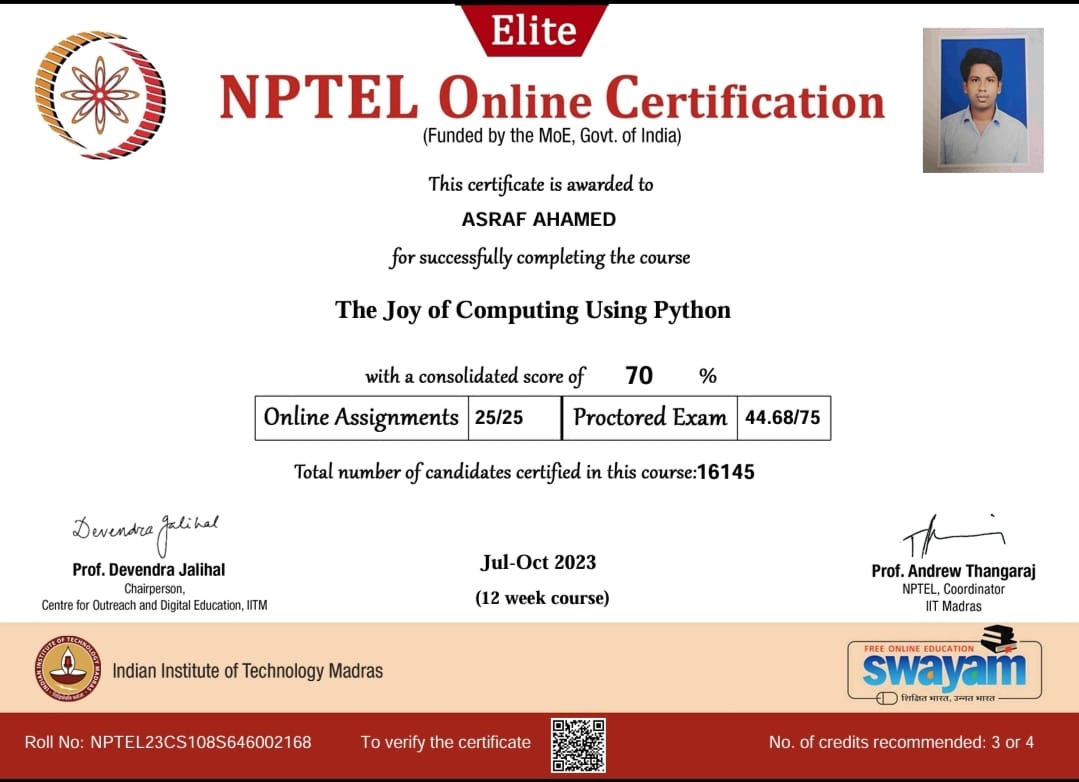 Elite
NPTEL Online Certification
(Funded by the MoE, Govt. of India)
This certificate is awarded to
ASRAF AHAMED
for successfully completing the course
The Joy of Computing Using Python
with a consolidated score of 70 %
Online Assignments 25/25 Proctored Exam 44.68/75
Total number of candidates certified in this course:16145
Devendra Jalihal
Prof. Devendra Jalihal
Chairperson,
Centre for Outreach and Digital Education, IITM
Jul-Oct 2023
(12 week course)
Prof. Andrew Thangaraj
NPTEL, Coordinator
IIT Madras
INDIAN INSTITUTE OF TECHNOLOGY MADRAS
Indian Institute of Technology Madras
FREE ONLINE EDUCATION
swayam
शिक्षित भारत, उन्नत भारत
Roll No: NPTEL23CS108S646002168
To verify the certificate
No. of credits recommended: 3 or 4